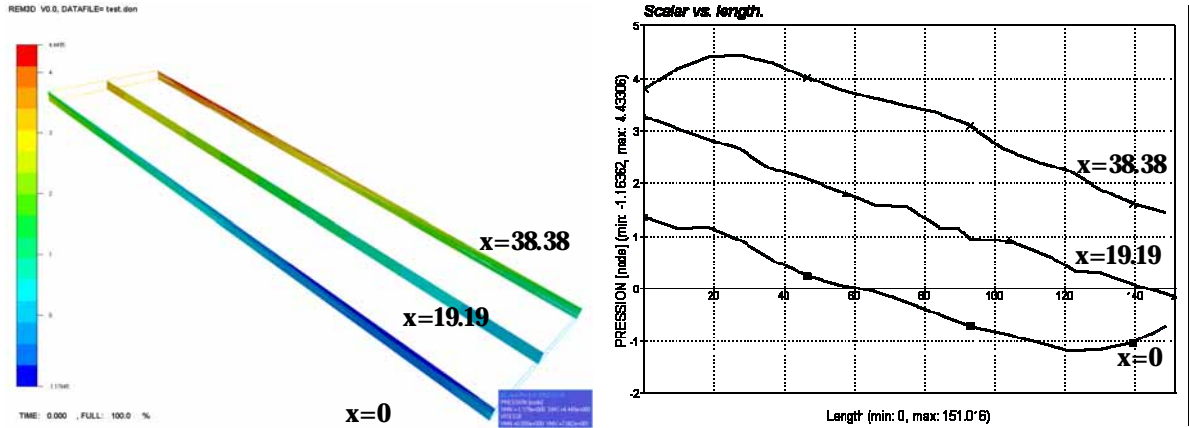 REM3D V0.0, DATAFILE= test.don
4
3
2
1
0
x=38.38
x=19.19
x=0
TIME: 0.000 , FULL: 100.0 %
PRESSION [node]
Scalar vs. length.
PRESSION [node] (min: -1.16362, max: 4.43306)
5
4
3
2
1
0
-1
-2
20
40
60
80
100
120
140
x=38.38
x=19.19
x=0
Length (min: 0, max: 151.016)